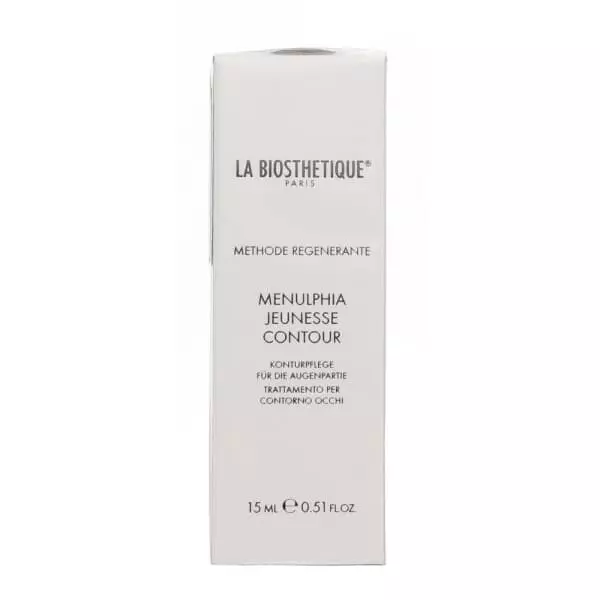 LA BIOSTHETIQUE®
PARIS
METHODE REGENERANTE
MENULPHIA
JEUNESSE
CONTOUR
KONTURPFLEGE
FÜR DIE AUGENPARTIE
TRATTAMENTO PER
CONTORNO OCCHI
15 ML ℮ 0.51 FL.OZ.